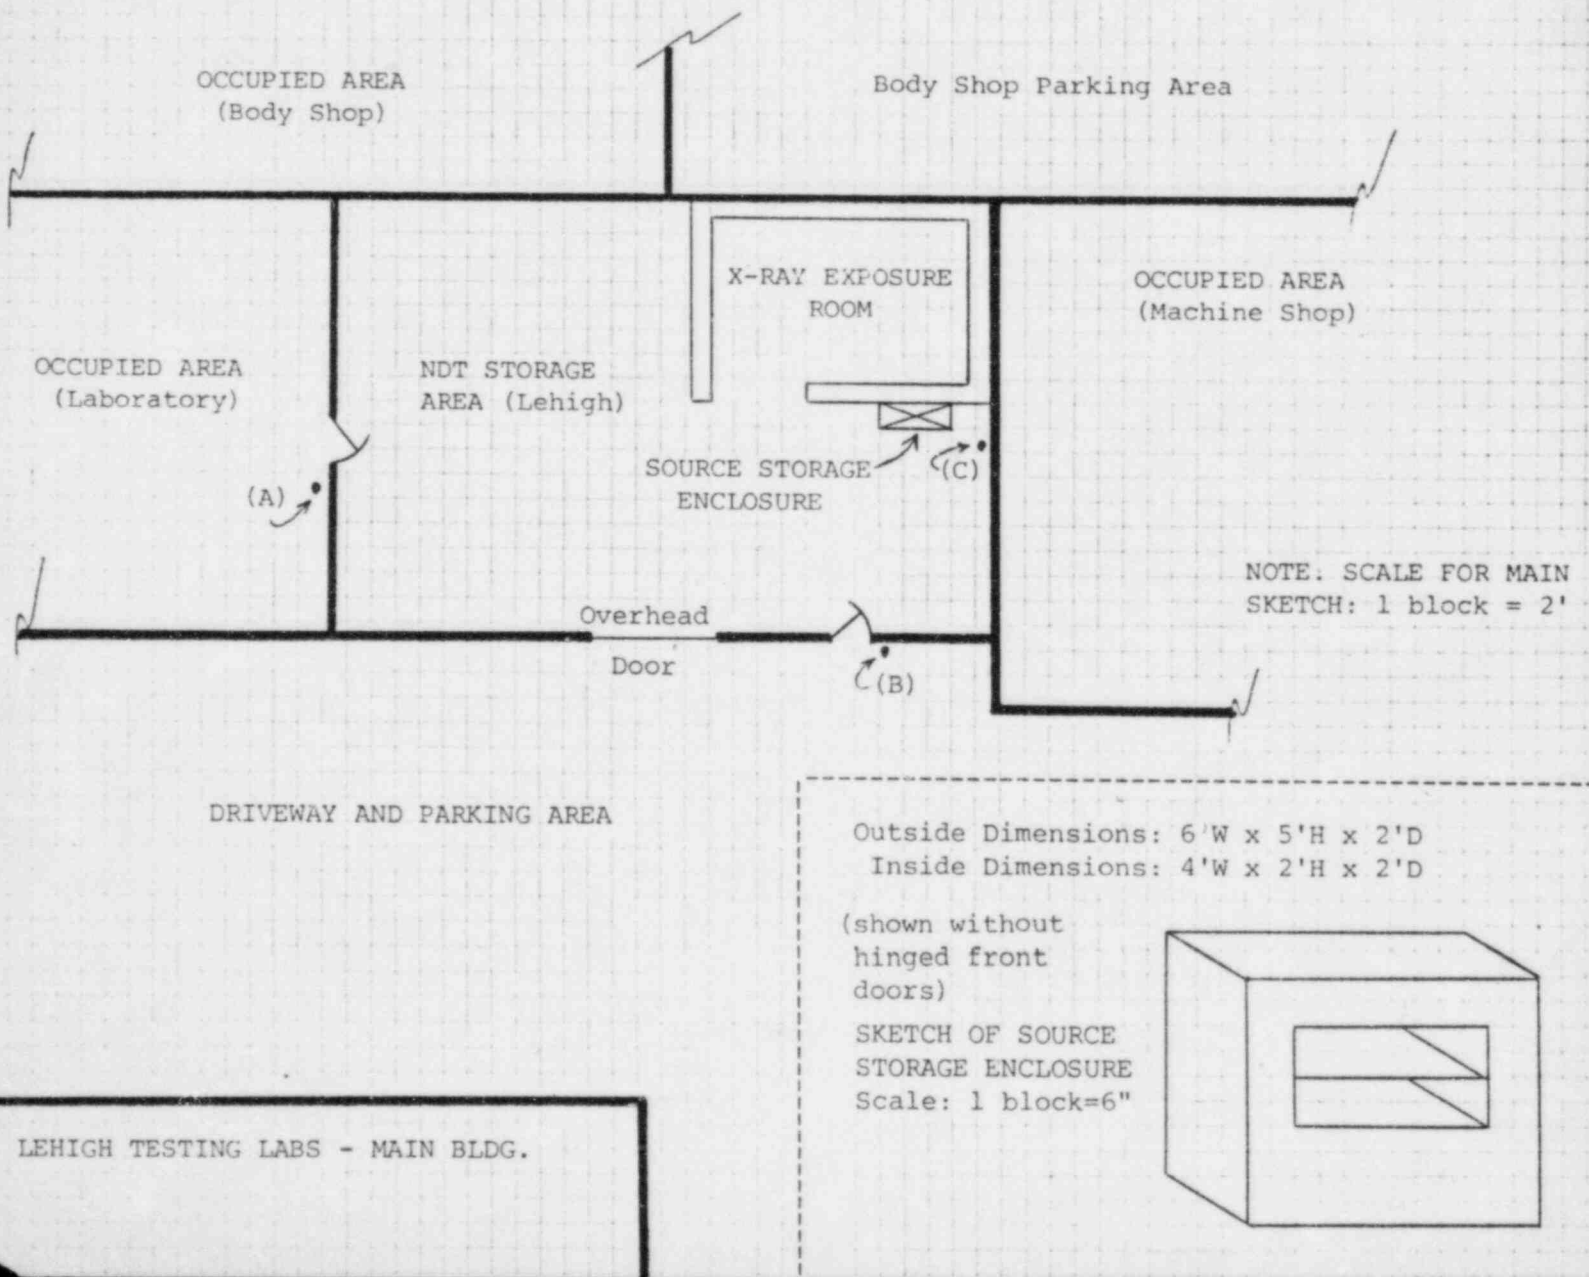 OCCUPIED AREA
(Body Shop)
Body Shop Parking Area
X-RAY EXPOSURE
ROOM
OCCUPIED AREA
(Machine Shop)
OCCUPIED AREA
(Laboratory)
NDT STORAGE
AREA (Lehigh)
SOURCE STORAGE
ENCLOSURE
(C)
(A)
NOTE: SCALE FOR MAIN
SKETCH: 1 block = 2'
Overhead
Door
(B)
DRIVEWAY AND PARKING AREA
Outside Dimensions: 6'W x 5'H x 2'D
Inside Dimensions: 4'W x 2'H x 2'D
(shown without
hinged front
doors)
SKETCH OF SOURCE
STORAGE ENCLOSURE
Scale: 1 block=6"
LEHIGH TESTING LABS - MAIN BLDG.